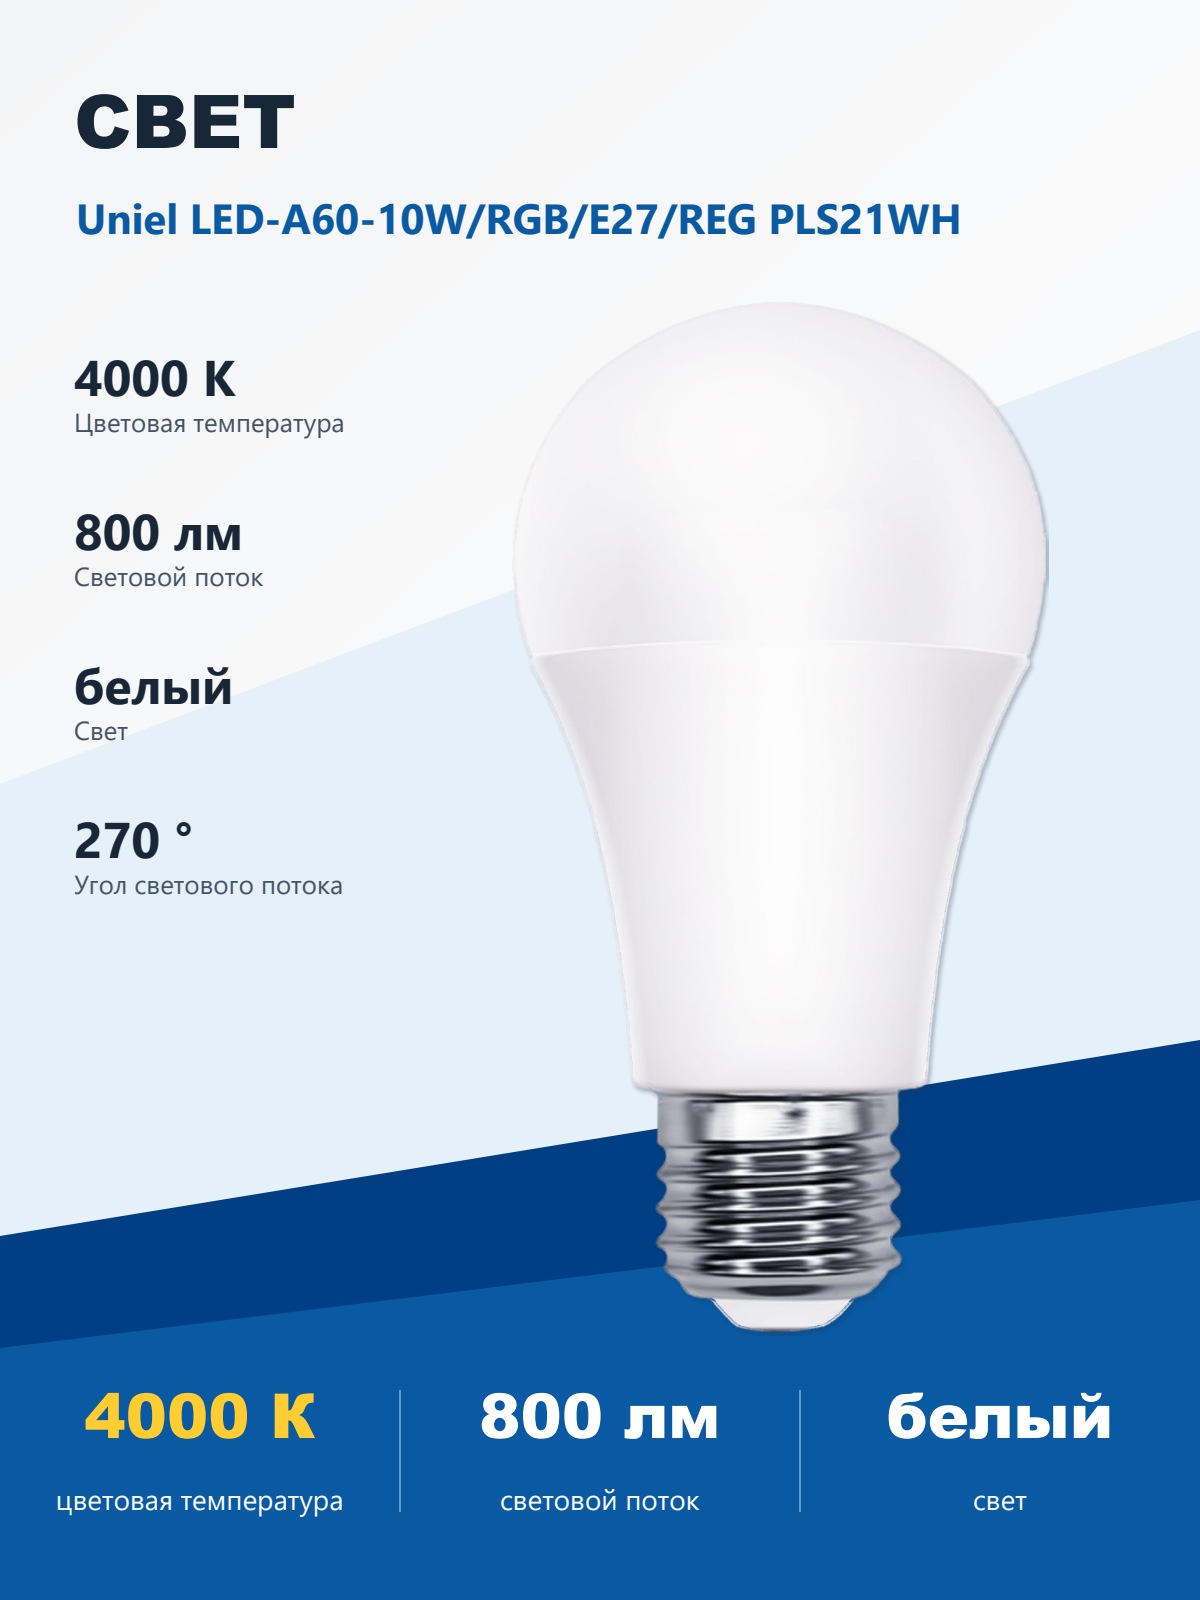 СВЕТ
Uniel LED-A60-10W/RGB/E27/REG PLS21WH
4000 К
Цветовая температура
800 лм
Световой поток
белый
Свет
270 °
Угол светового потока
4000 К
цветовая температура
800 лм
световой поток
белый
свет